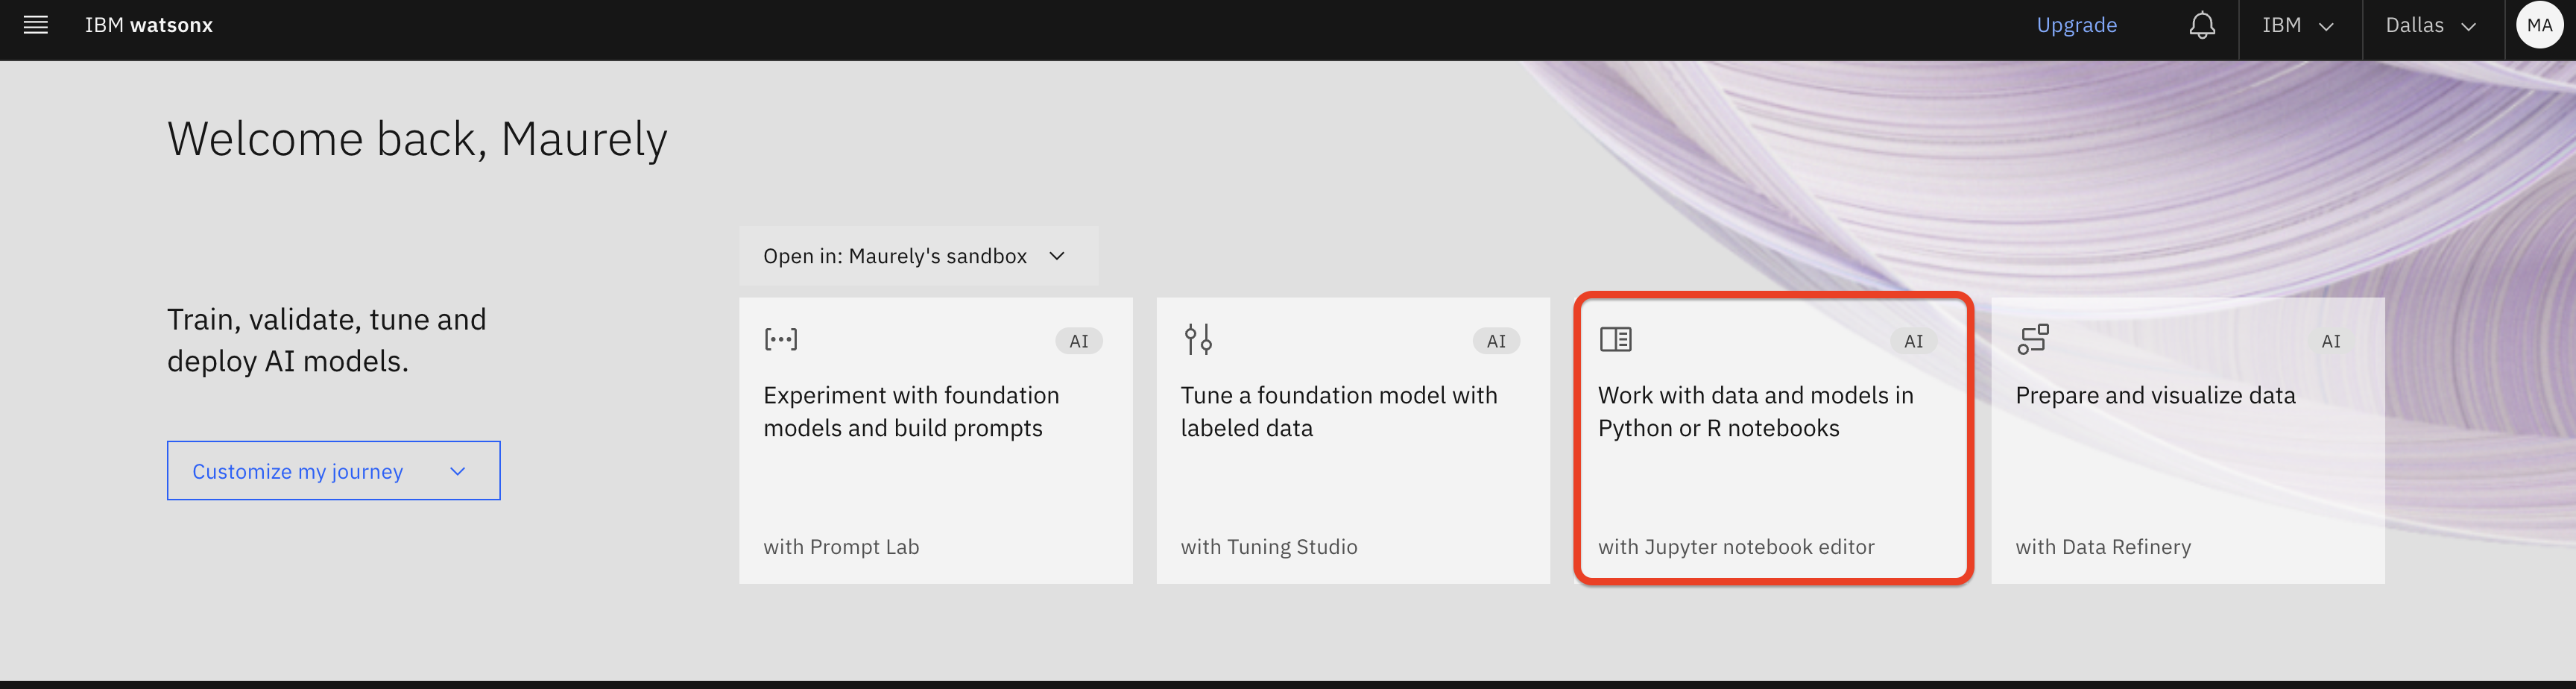 IBM watsonx
Upgrade
IBM
Dallas
MA
Welcome back, Maurely
Train, validate, tune and
deploy AI models.
Customize my journey
Open in: Maurely's sandbox
AI
Experiment with foundation
models and build prompts
with Prompt Lab
AI
Tune a foundation model with
labeled data
with Tuning Studio
AI
Work with data and models in
Python or R notebooks
with Jupyter notebook editor
AI
Prepare and visualize data
with Data Refinery